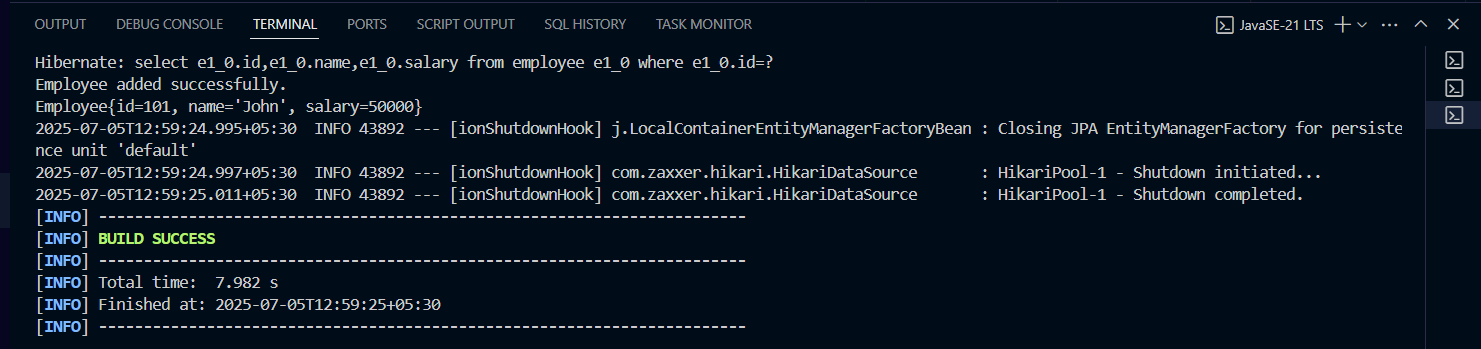 OUTPUT DEBUG CONSOLE TERMINAL PORTS SCRIPT OUTPUT SQL HISTORY TASK MONITOR JavaSE-21 LTS
Hibernate: select e1_0.id,e1_0.name,e1_0.salary from employee e1_0 where e1_0.id=?
Employee added successfully.
Employee{id=101, name='John', salary=50000}
2025-07-05T12:59:24.995+05:30  INFO 43892 --- [ionShutdownHook] j.LocalContainerEntityManagerFactoryBean : Closing JPA EntityManagerFactory for persiste
nce unit 'default'
2025-07-05T12:59:24.997+05:30  INFO 43892 --- [ionShutdownHook] com.zaxxer.hikari.HikariDataSource       : HikariPool-1 - Shutdown initiated...
2025-07-05T12:59:25.011+05:30  INFO 43892 --- [ionShutdownHook] com.zaxxer.hikari.HikariDataSource       : HikariPool-1 - Shutdown completed.
[INFO] ------------------------------------------------------------------------
[INFO] BUILD SUCCESS
[INFO] ------------------------------------------------------------------------
[INFO] Total time:  7.982 s
[INFO] Finished at: 2025-07-05T12:59:25+05:30
[INFO] ------------------------------------------------------------------------